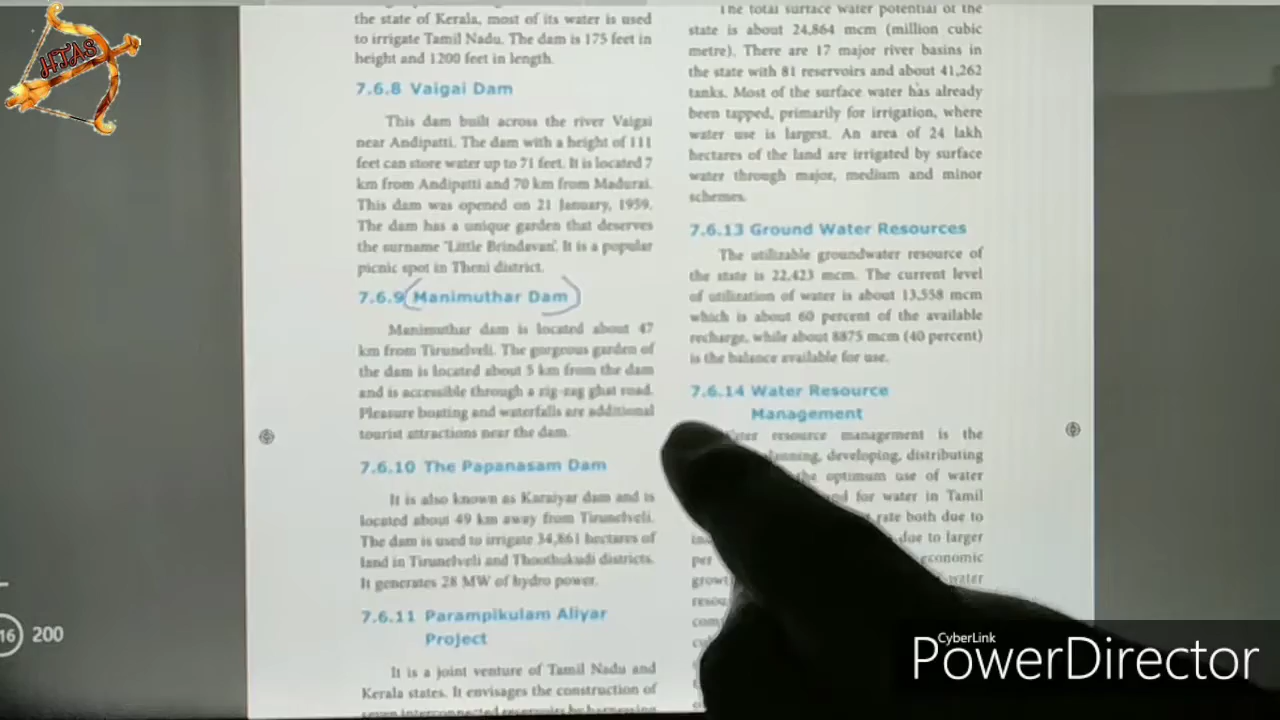 HTAS
the state of Kerala, most of its water is used
to irrigate Tamil Nadu. The dam is 175 feet in
height and 1200 feet in length.
7.6.8 Vaigai Dam
This dam built across the river Vaigai
near Andipatti. The dam with a height of 111
feet can store water up to 71 feet. It is located 7
km from Andipatti and 70 km from Madurai.
This dam was opened on 21 January, 1959.
The dam has a unique garden that deserves
the surname 'Little Brindavan'. It is a popular
picnic spot in Theni district.
7.6.9 Manimuthar Dam
Manimuthar dam is located about 47
km from Tirunelveli. The gorgeous garden of
the dam is located about 5 km from the dam
and is accessible through a zig-zag ghat road.
Pleasure boating and waterfalls are additional
tourist attractions near the dam.
7.6.10 The Papanasam Dam
It is also known as Karaiyar dam and is
located about 49 km away from Tirunelveli.
The dam is used to irrigate 34,861 hectares of
land in Tirunelveli and Thoothukudi districts.
It generates 28 MW of hydro power.
7.6.11 Parampikulam Aliyar
Project
It is a joint venture of Tamil Nadu and
Kerala states. It envisages the construction of
seven interconnected reservoirs by harnessing
The total surface water potential of the
state is about 24,864 mcm (million cubic
metre). There are 17 major river basins in
the state with 81 reservoirs and about 41,262
tanks. Most of the surface water has already
been tapped, primarily for irrigation, where
water use is largest. An area of 24 lakh
hectares of the land are irrigated by surface
water through major, medium and minor
schemes.
7.6.13 Ground Water Resources
The utilizable groundwater resource of
the state is 22,423 mcm. The current level
of utilization of water is about 13,558 mcm
which is about 60 percent of the available
recharge, while about 8875 mcm (40 percent)
is the balance available for use.
7.6.14 Water Resource
Management
Water resource management is the
planning, developing, distributing
the optimum use of water
for water in Tamil
rate both due to
due to larger
per economic
water
16 200
CyberLink
PowerDirector